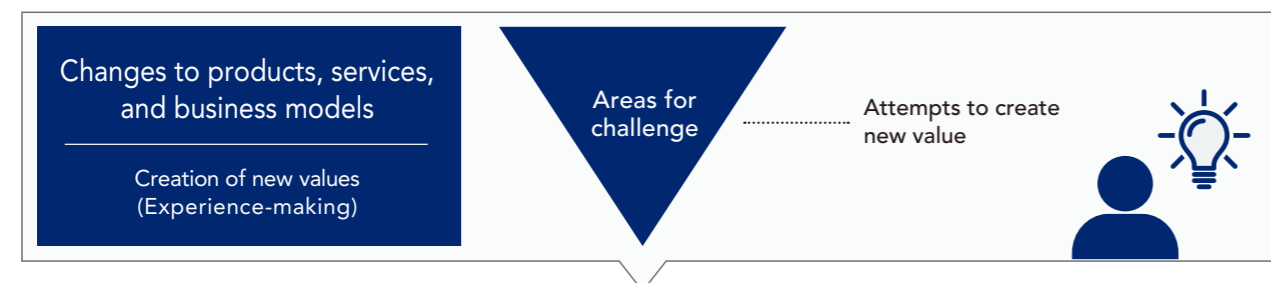 Changes to products, services,
and business models
Creation of new values
(Experience-making)
Areas for
challenge
Attempts to create
new value